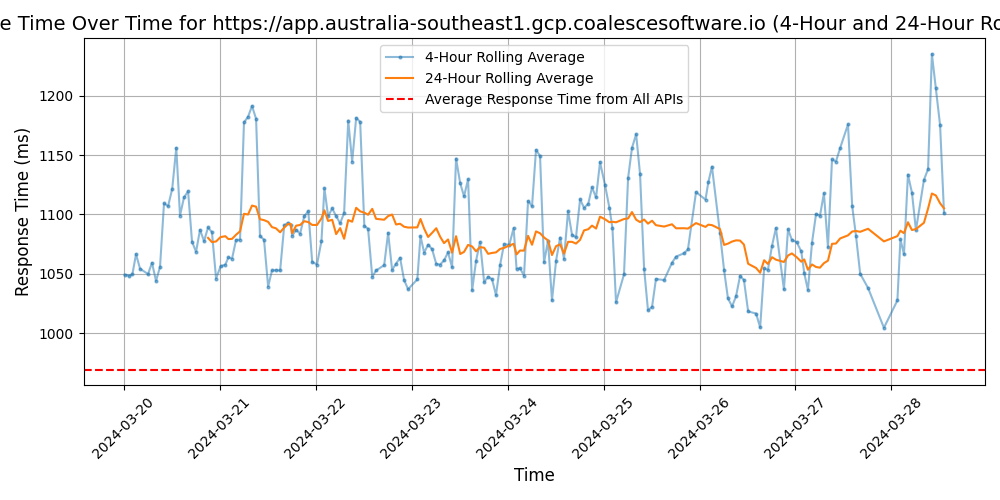 e Time Over Time for https://app.australia-southeast1.gcp.coalescesoftware.io (4-Hour and 24-Hour Ro
4-Hour Rolling Average
24-Hour Rolling Average
Average Response Time from All APIs
Response Time (ms)
1200
1150
1100
1050
1000
2024-03-20
2024-03-21
2024-03-22
2024-03-23
2024-03-24
2024-03-25
2024-03-26
2024-03-27
2024-03-28
Time